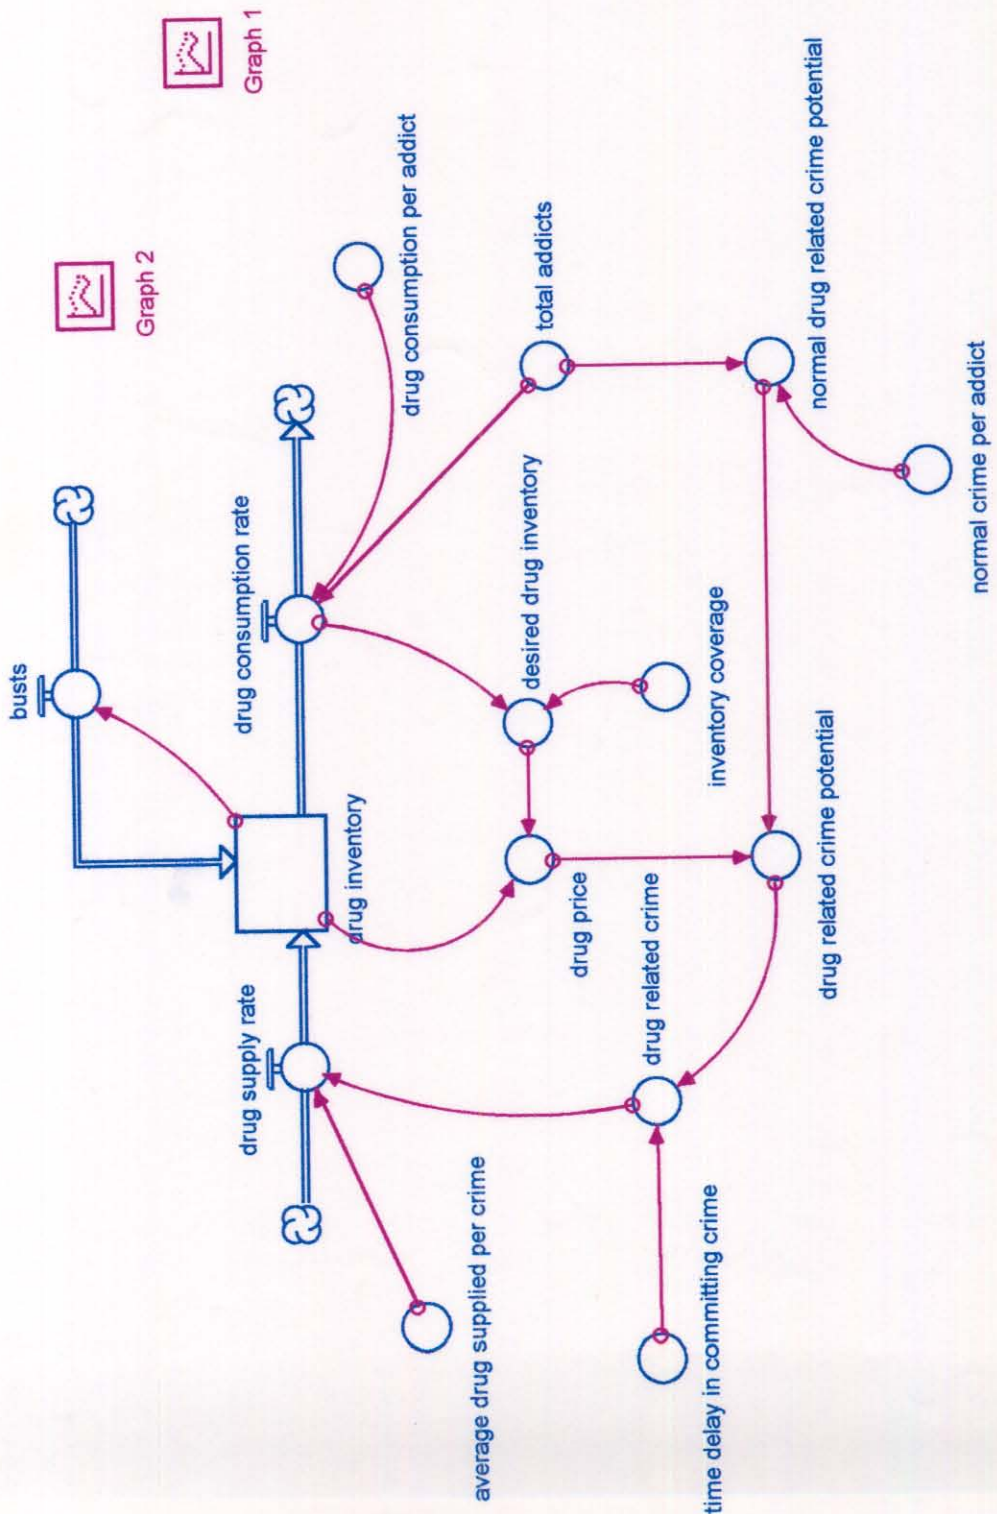 busts
Graph 2
Graph 1
drug supply rate
drug consumption rate
drug inventory
drug consumption per addict
average drug supplied per crime
drug price
desired drug inventory
total addicts
drug related crime
inventory coverage
time delay in committing crime
drug related crime potential
normal drug related crime potential
normal crime per addict